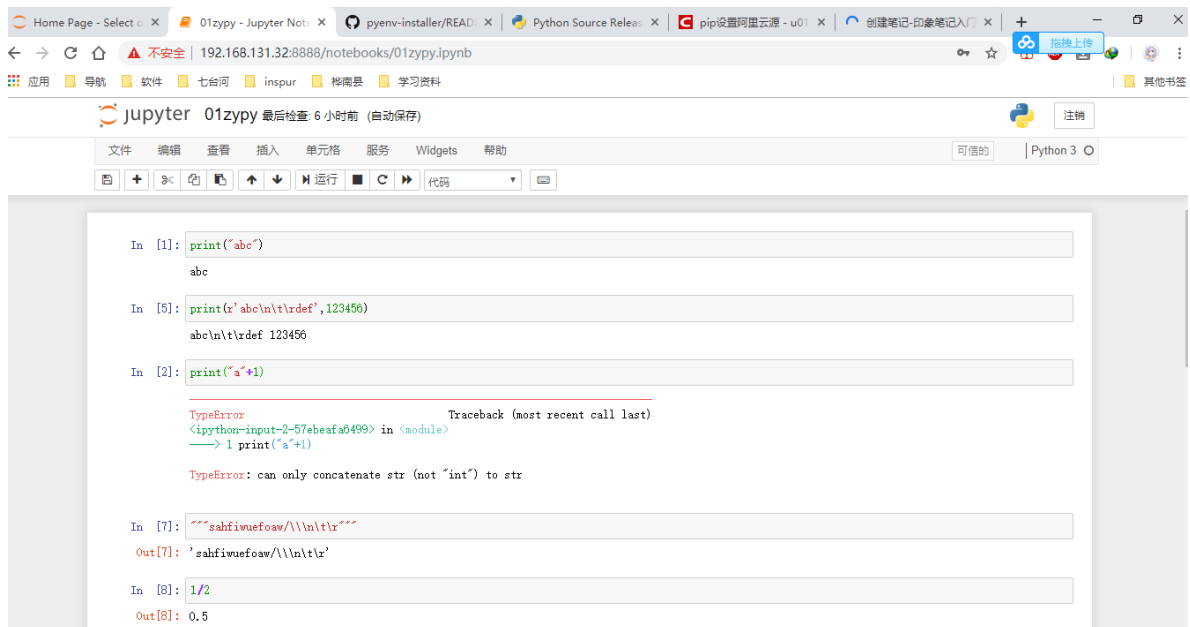 Home Page - Select o
01zypy - Jupyter Note
pyenv-installer/READ
Python Source Releas
pip设置阿里云源 - u01
创建笔记-印象笔记入门
不安全 | 192.168.131.32:8888/notebooks/01zypy.ipynb
拖拽上传
应用 导航 软件 七台河 inspur 桦南县 学习资料 其他书签
jupyter 01zypy 最后检查: 6 小时前 (自动保存) 注销
文件 编辑 查看 插入 单元格 服务 Widgets 帮助 可信的 Python 3
运行 代码
In [1]: print("abc")
abc
In [5]: print(r'abc\n\t\rdef',123456)
abc\n\t\rdef 123456
In [2]: print("a"+1)
TypeError Traceback (most recent call last)
<ipython-input-2-57ebeafa6499> in <module>
----> 1 print("a"+1)
TypeError: can only concatenate str (not "int") to str
In [7]: """sahfiwuefoaw/\\\n\t\r"""
Out[7]: 'sahfiwuefoaw/\\\n\t\r'
In [8]: 1/2
Out[8]: 0.5